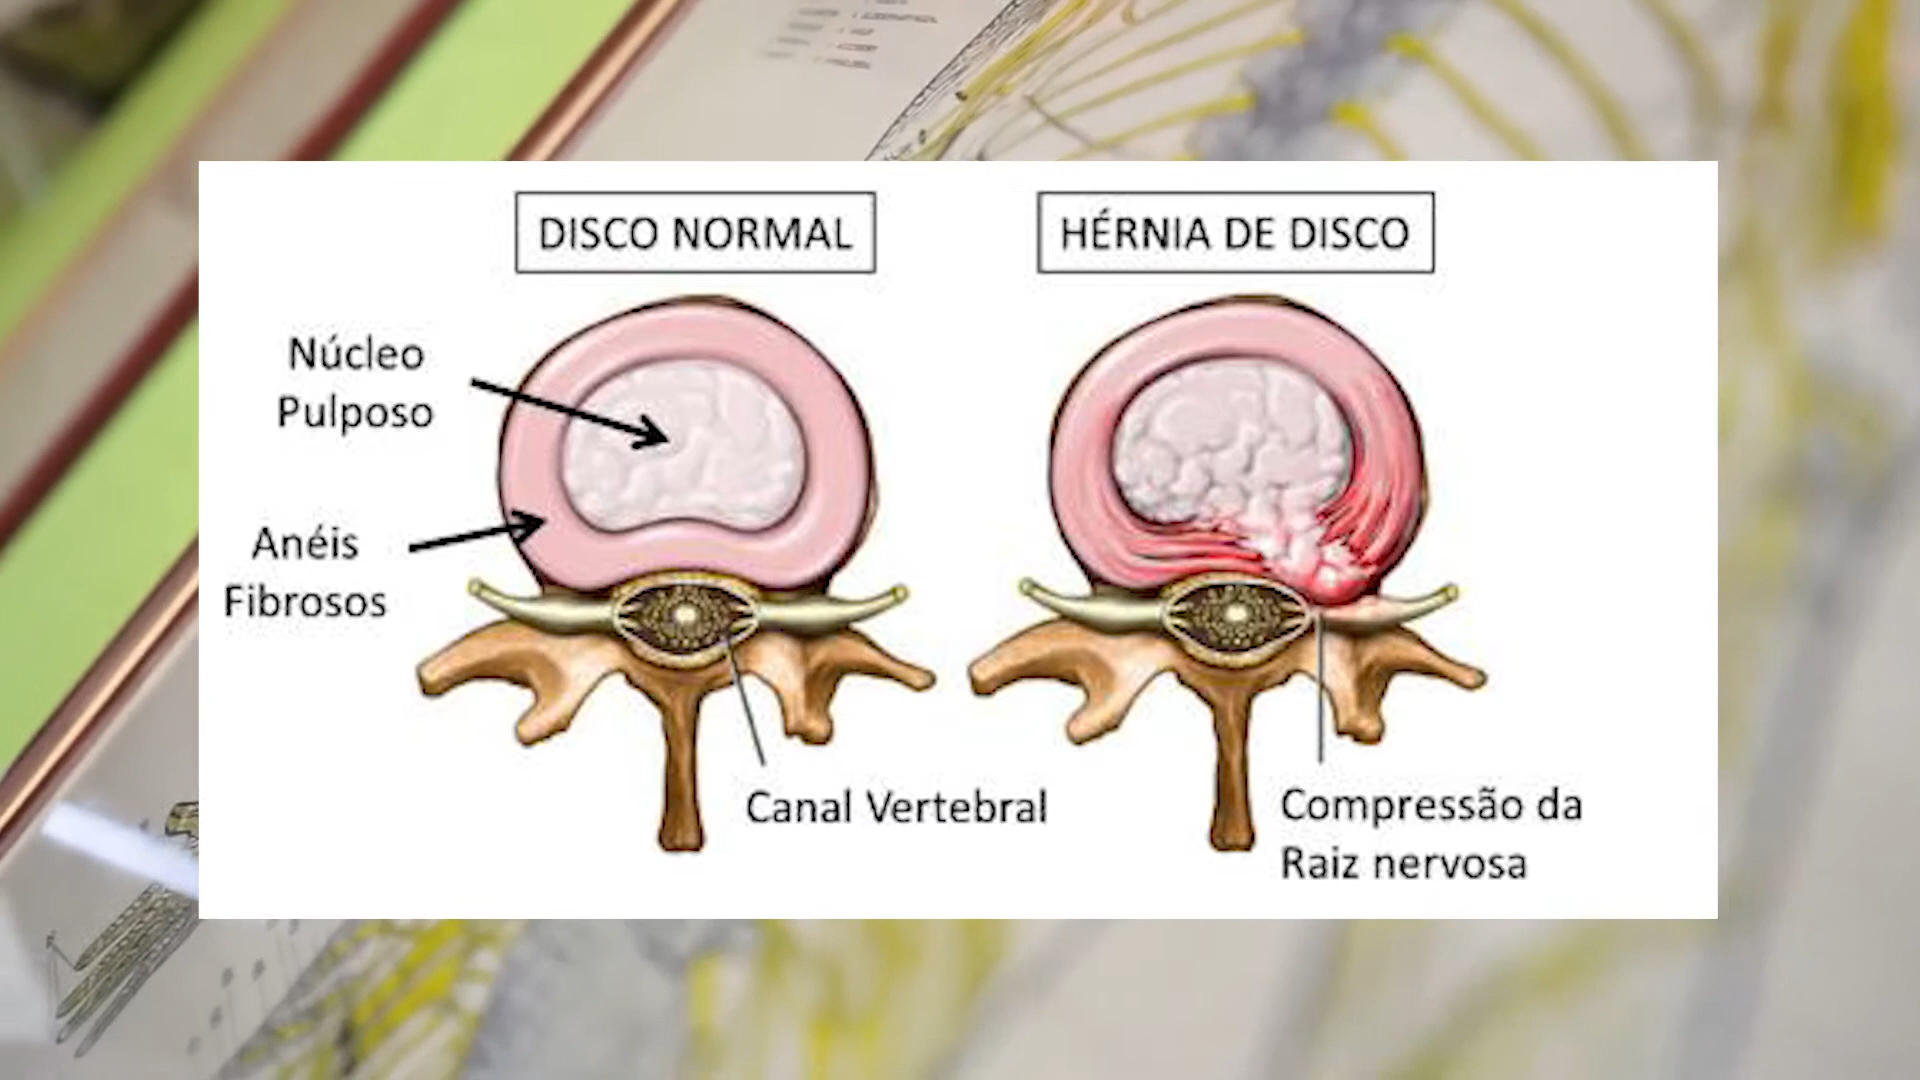 DISCO NORMAL
HÉRNIA DE DISCO
Núcleo
Pulposo
Anéis
Fibrosos
Canal Vertebral
Compressão da
Raiz nervosa